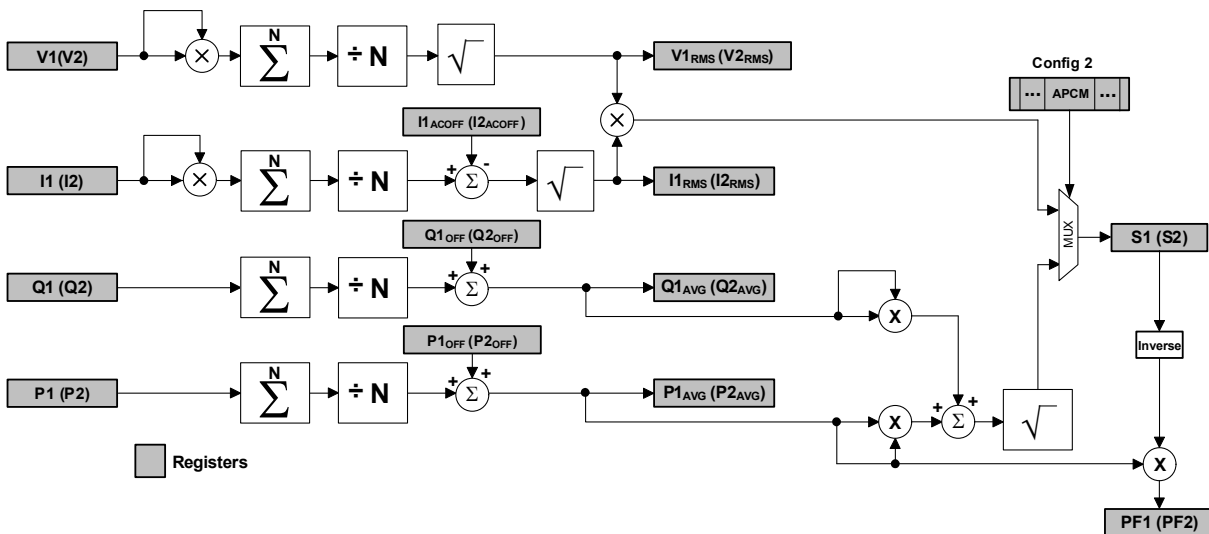 V1(V2)
×
N
∑
÷ N
√
V1RMS (V2RMS)
Config 2
... APCM ...
I1ACOFF (I2ACOFF)
×
I1 (I2)
×
N
∑
÷ N
+ -
Σ
√
I1RMS (I2RMS)
MUX
S1 (S2)
Q1OFF (Q2OFF)
Q1 (Q2)
N
∑
÷ N
+ +
Σ
Q1AVG (Q2AVG)
X
Inverse
P1OFF (P2OFF)
P1 (P2)
N
∑
÷ N
+ +
Σ
P1AVG (P2AVG)
X
+ +
Σ
√
Registers
X
PF1 (PF2)